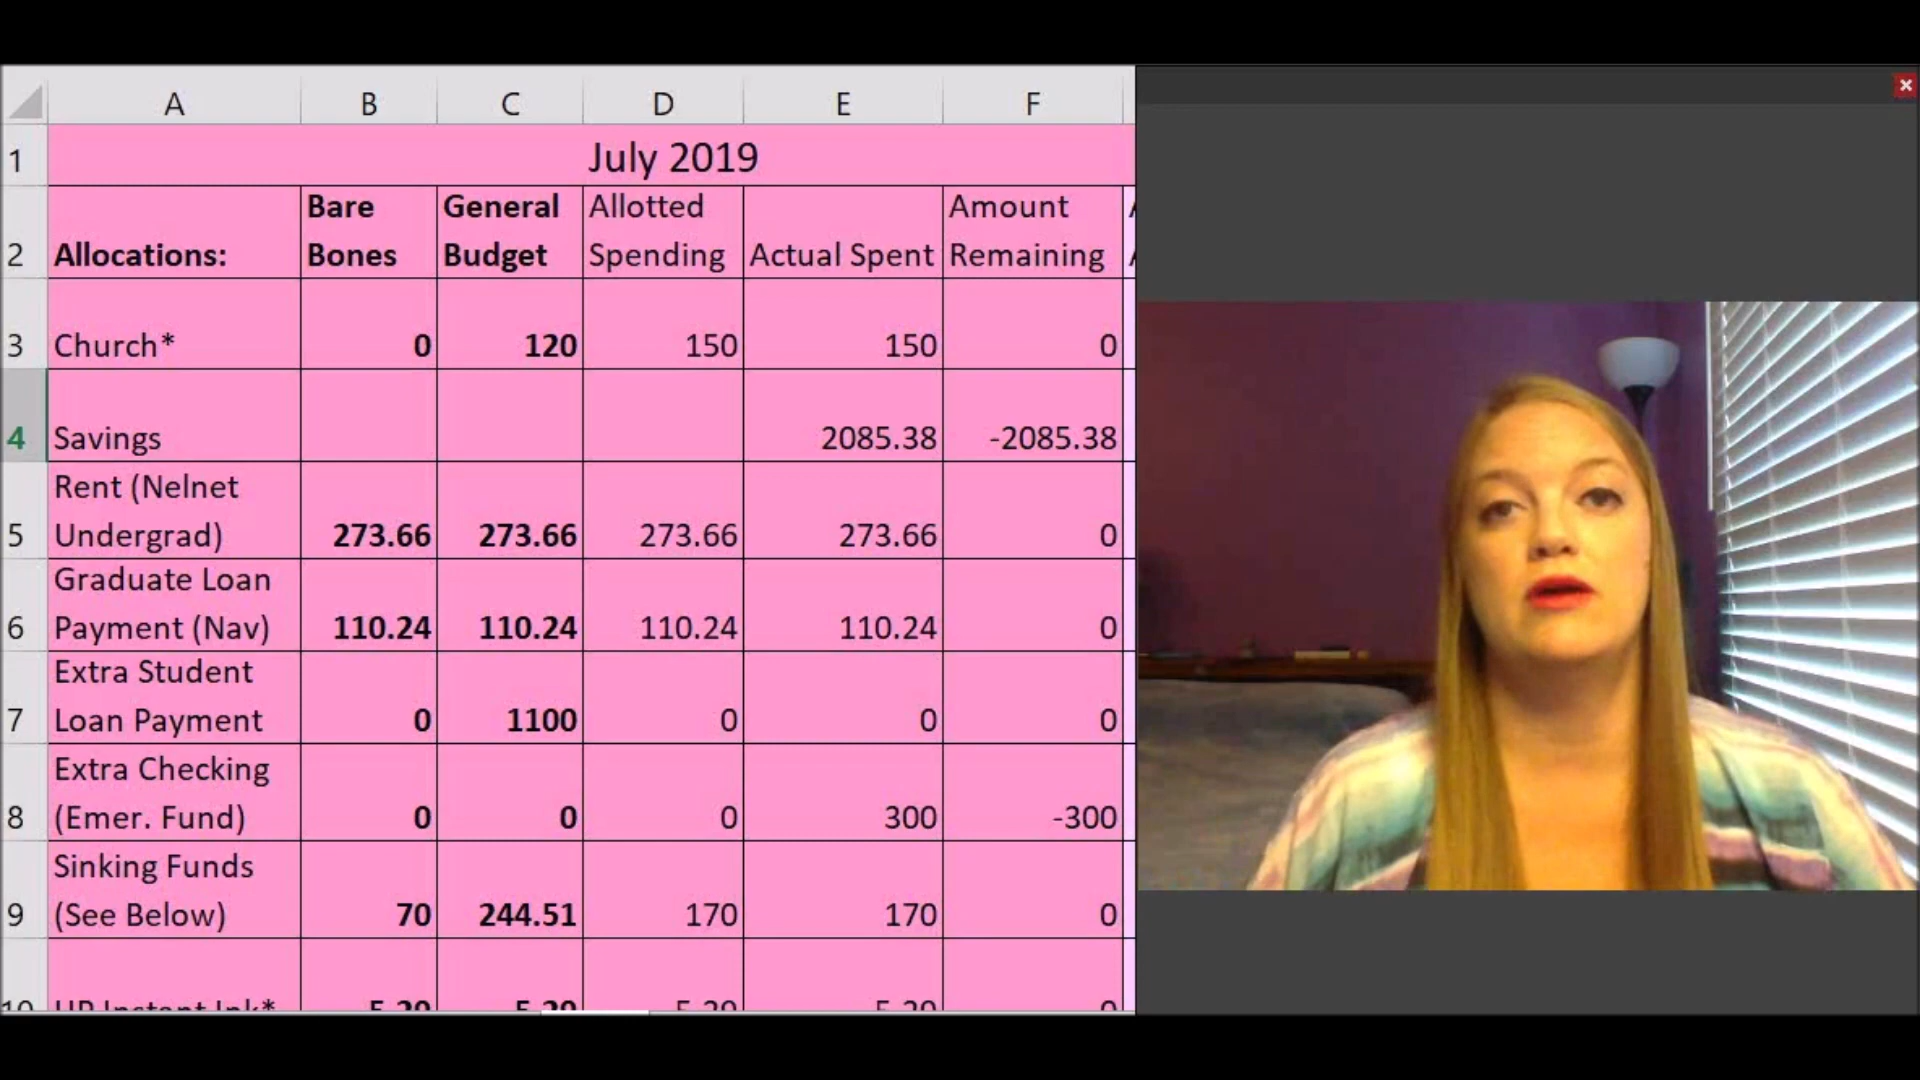 A B C D E F
1 July 2019
Bare General Allotted Amount
2 Allocations: Bones Budget Spending Actual Spent Remaining
3 Church* 0 120 150 150 0
4 Savings 2085.38 -2085.38
Rent (Nelnet
5 Undergrad) 273.66 273.66 273.66 273.66 0
Graduate Loan
6 Payment (Nav) 110.24 110.24 110.24 110.24 0
Extra Student
7 Loan Payment 0 1100 0 0 0
Extra Checking
8 (Emer. Fund) 0 0 0 300 -300
Sinking Funds
9 (See Below) 70 244.51 170 170 0